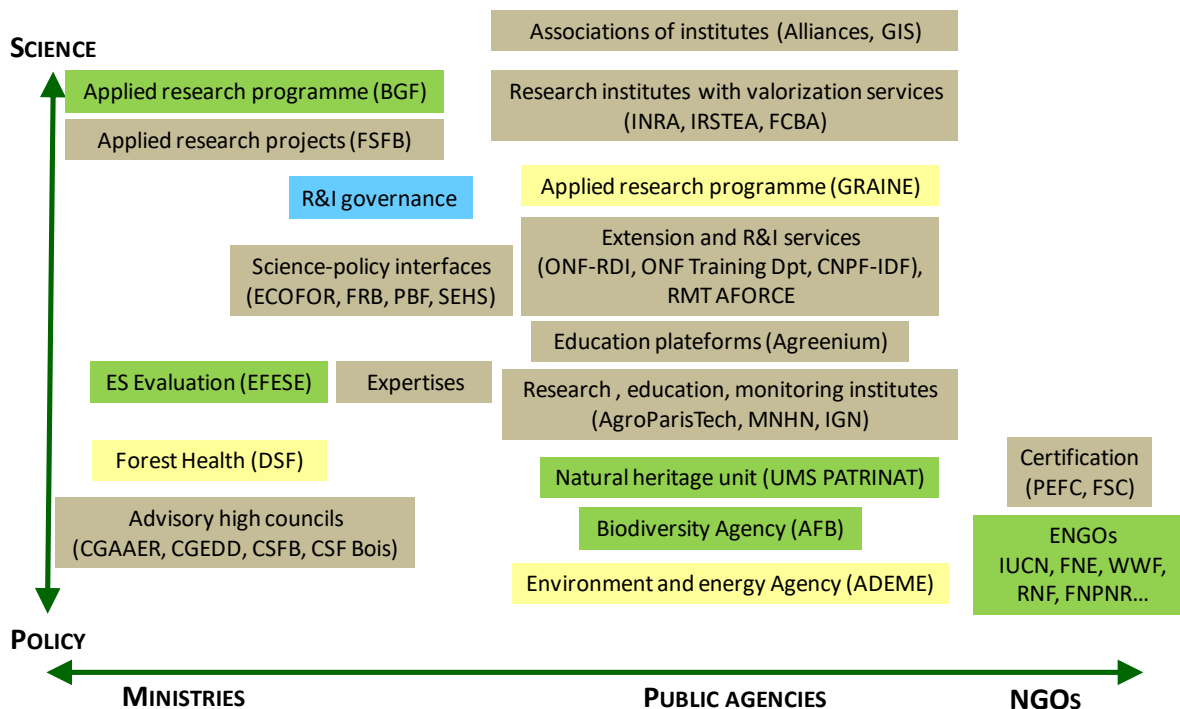 Associations of institutes (Alliances, GIS)
SCIENCE
Applied research programme (BGF)
Research institutes with valorization services
(INRA, IRSTEA, FCBA)
Applied research projects (FSFB)
R&I governance
Applied research programme (GRAINE)
Extension and R&I services
(ONF-RDI, ONF Training Dpt, CNPF-IDF),
RMT AFORCE
Science-policy interfaces
(ECOFOR, FRB, PBF, SEHS)
Education plateforms (Agreenium)
ES Evaluation (EFESE)
Expertises
Research , education, monitoring institutes
(AgroParisTech, MNHN, IGN)
Forest Health (DSF)
Natural heritage unit (UMS PATRINAT)
Certification
(PEFC, FSC)
Advisory high councils
(CGAAER, CGEDD, CSFB, CSF Bois)
Biodiversity Agency (AFB)
ENGOs
IUCN, FNE, WWF,
RNF, FNPNR...
Environment and energy Agency (ADEME)
POLICY
MINISTRIES
PUBLIC AGENCIES
NGOs